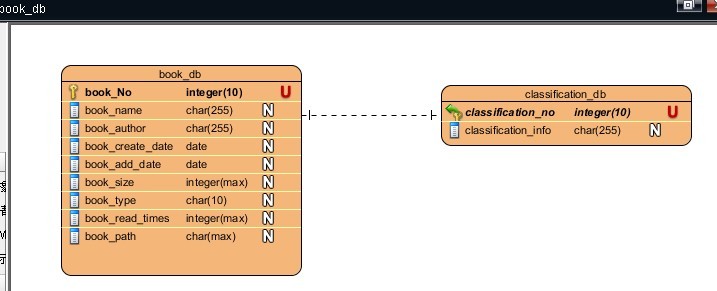 book_db
book_db
book_No integer(10) U
book_name char(255) N
book_author char(255) N
book_create_date date N
book_add_date date N
book_size integer(max) N
book_type char(10) N
book_read_times integer(max) N
book_path char(max) N
classification_db
classification_no integer(10) U
classification_info char(255) N